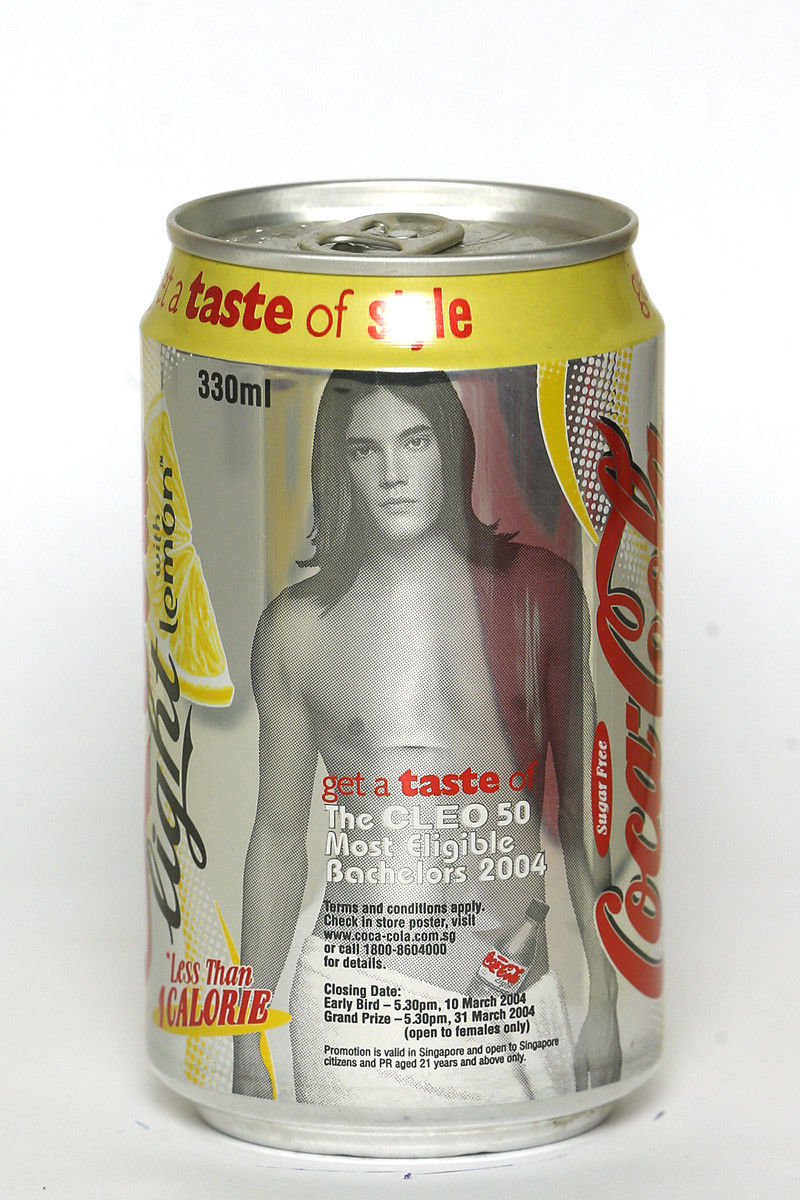 get a taste of style
330ml
light
with
lemon™
"Less Than
1 CALORIE
Coca-Cola
Sugar Free
get a taste of
The CLEO 50
Most Eligible
Bachelors 2004
Terms and conditions apply.
Check in store poster, visit
www.coca-cola.com.sg
or call 1800-8604000
for details.
Closing Date:
Early Bird – 5.30pm, 10 March 2004
Grand Prize – 5.30pm, 31 March 2004
(open to females only)
Promotion is valid in Singapore and open to Singapore
citizens and PR aged 21 years and above only.